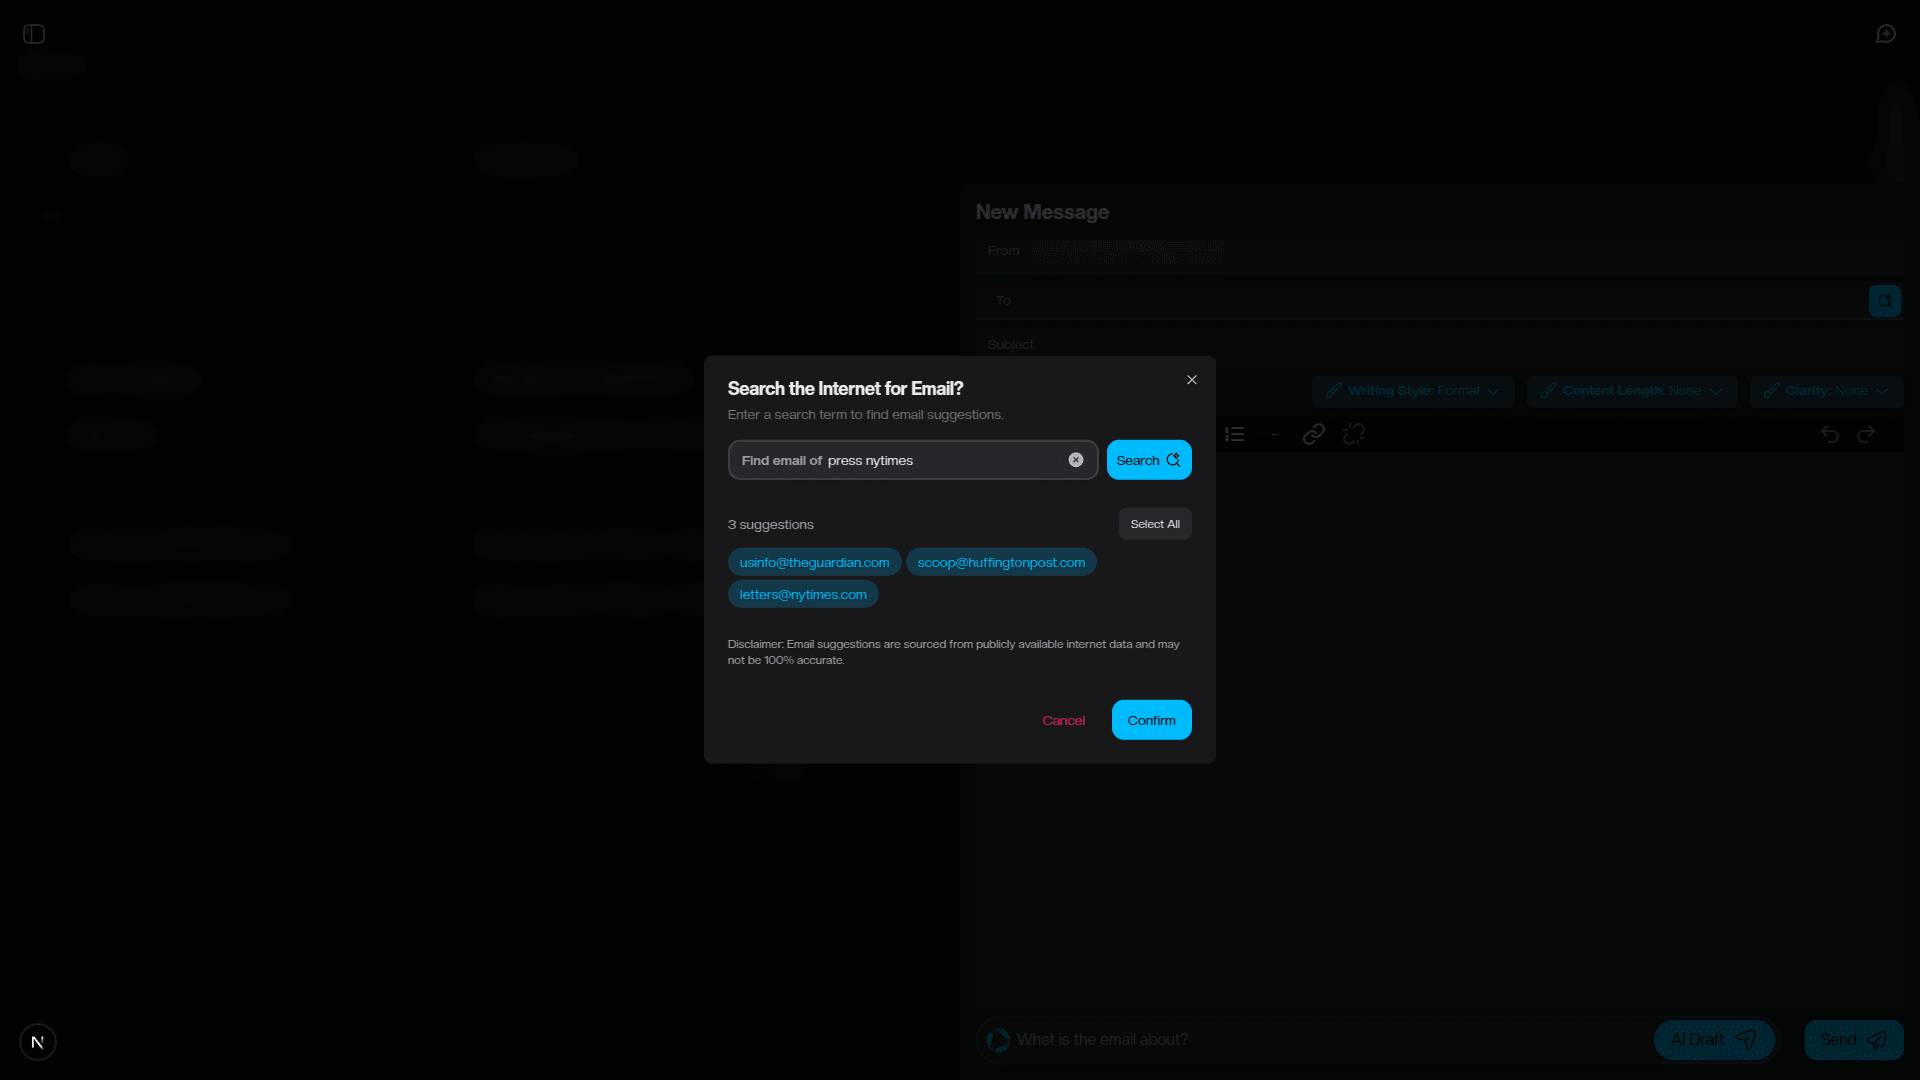 New Message
From
To
Subject
Search the Internet for Email?
Enter a search term to find email suggestions.
Writing Style: Formal
Content Length: None
Clarity: None
Find email of press nytimes
Search
3 suggestions
Select All
usinfo@theguardian.com
scoop@huffingtonpost.com
letters@nytimes.com
Disclaimer: Email suggestions are sourced from publicly available internet data and may
not be 100% accurate.
Cancel
Confirm
What is the email about?
AI Draft
Send
N